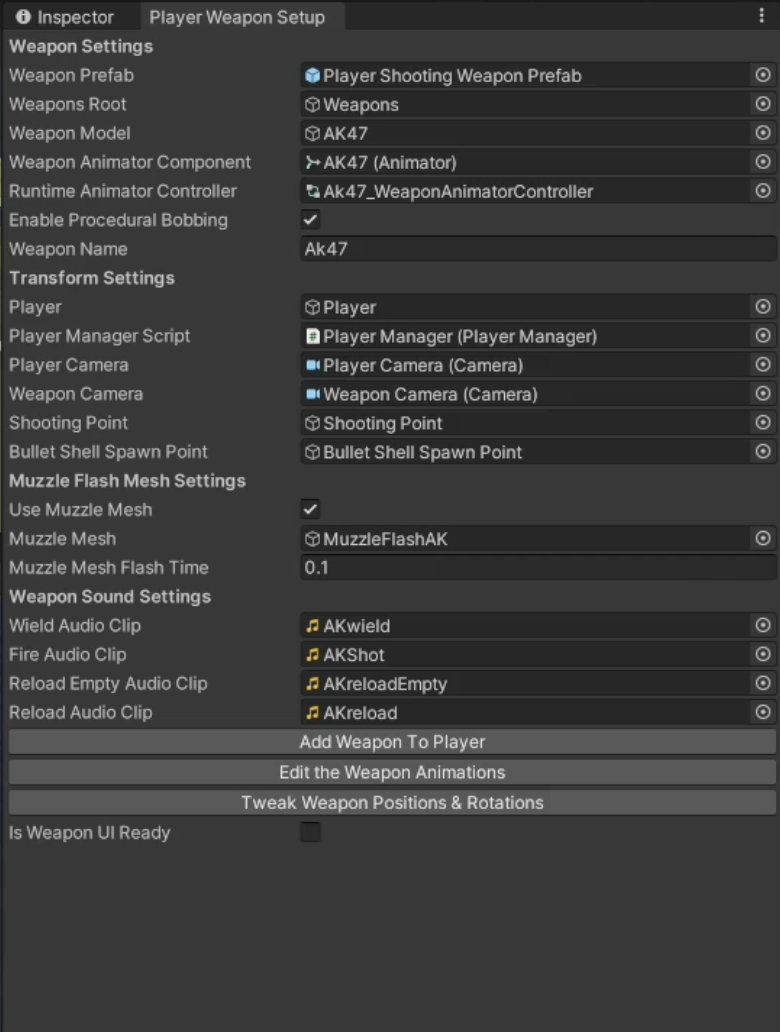 Inspector Player Weapon Setup
Weapon Settings
Weapon Prefab Player Shooting Weapon Prefab
Weapons Root Weapons
Weapon Model AK47
Weapon Animator Component AK47 (Animator)
Runtime Animator Controller Ak47_WeaponAnimatorController
Enable Procedural Bobbing
Weapon Name Ak47
Transform Settings
Player Player
Player Manager Script Player Manager (Player Manager)
Player Camera Player Camera (Camera)
Weapon Camera Weapon Camera (Camera)
Shooting Point Shooting Point
Bullet Shell Spawn Point Bullet Shell Spawn Point
Muzzle Flash Mesh Settings
Use Muzzle Mesh
Muzzle Mesh MuzzleFlashAK
Muzzle Mesh Flash Time 0.1
Weapon Sound Settings
Wield Audio Clip AKwield
Fire Audio Clip AKShot
Reload Empty Audio Clip AKreloadEmpty
Reload Audio Clip AKreload
Add Weapon To Player
Edit the Weapon Animations
Tweak Weapon Positions & Rotations
Is Weapon UI Ready